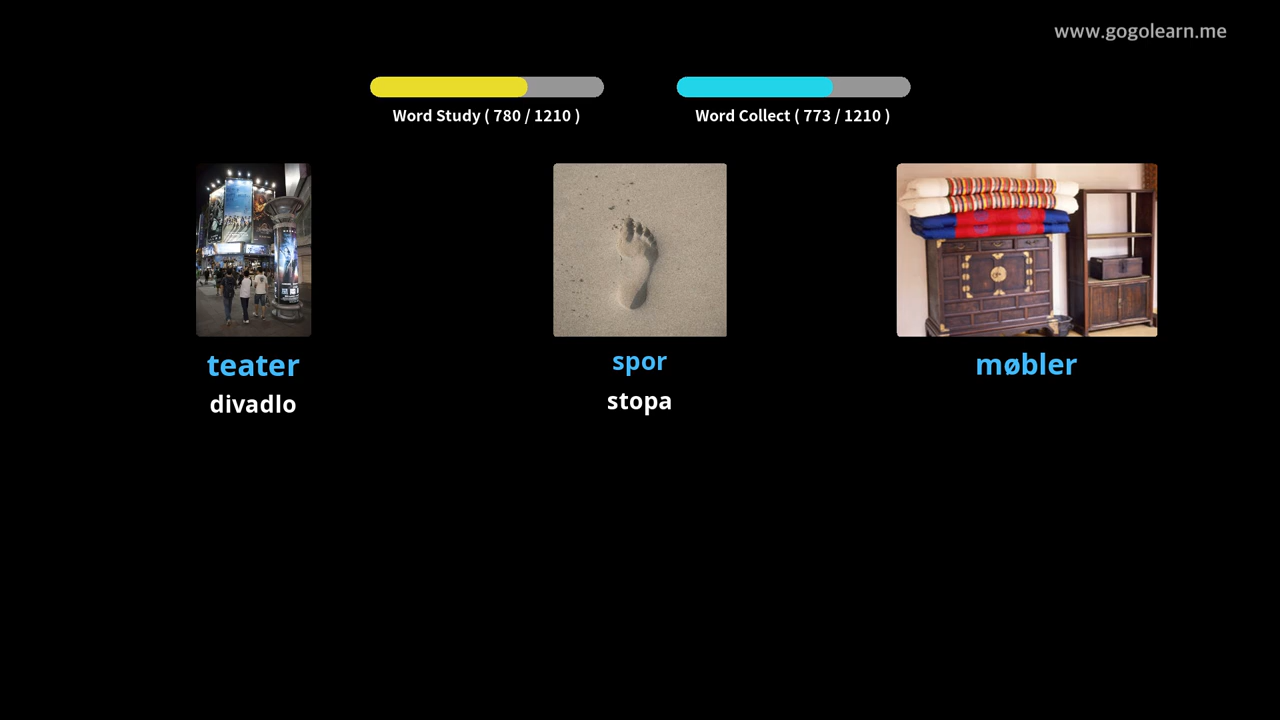 www.gogolearn.me
Word Study ( 780 / 1210 )
Word Collect ( 773 / 1210 )
teater
divadlo
spor
stopa
møbler